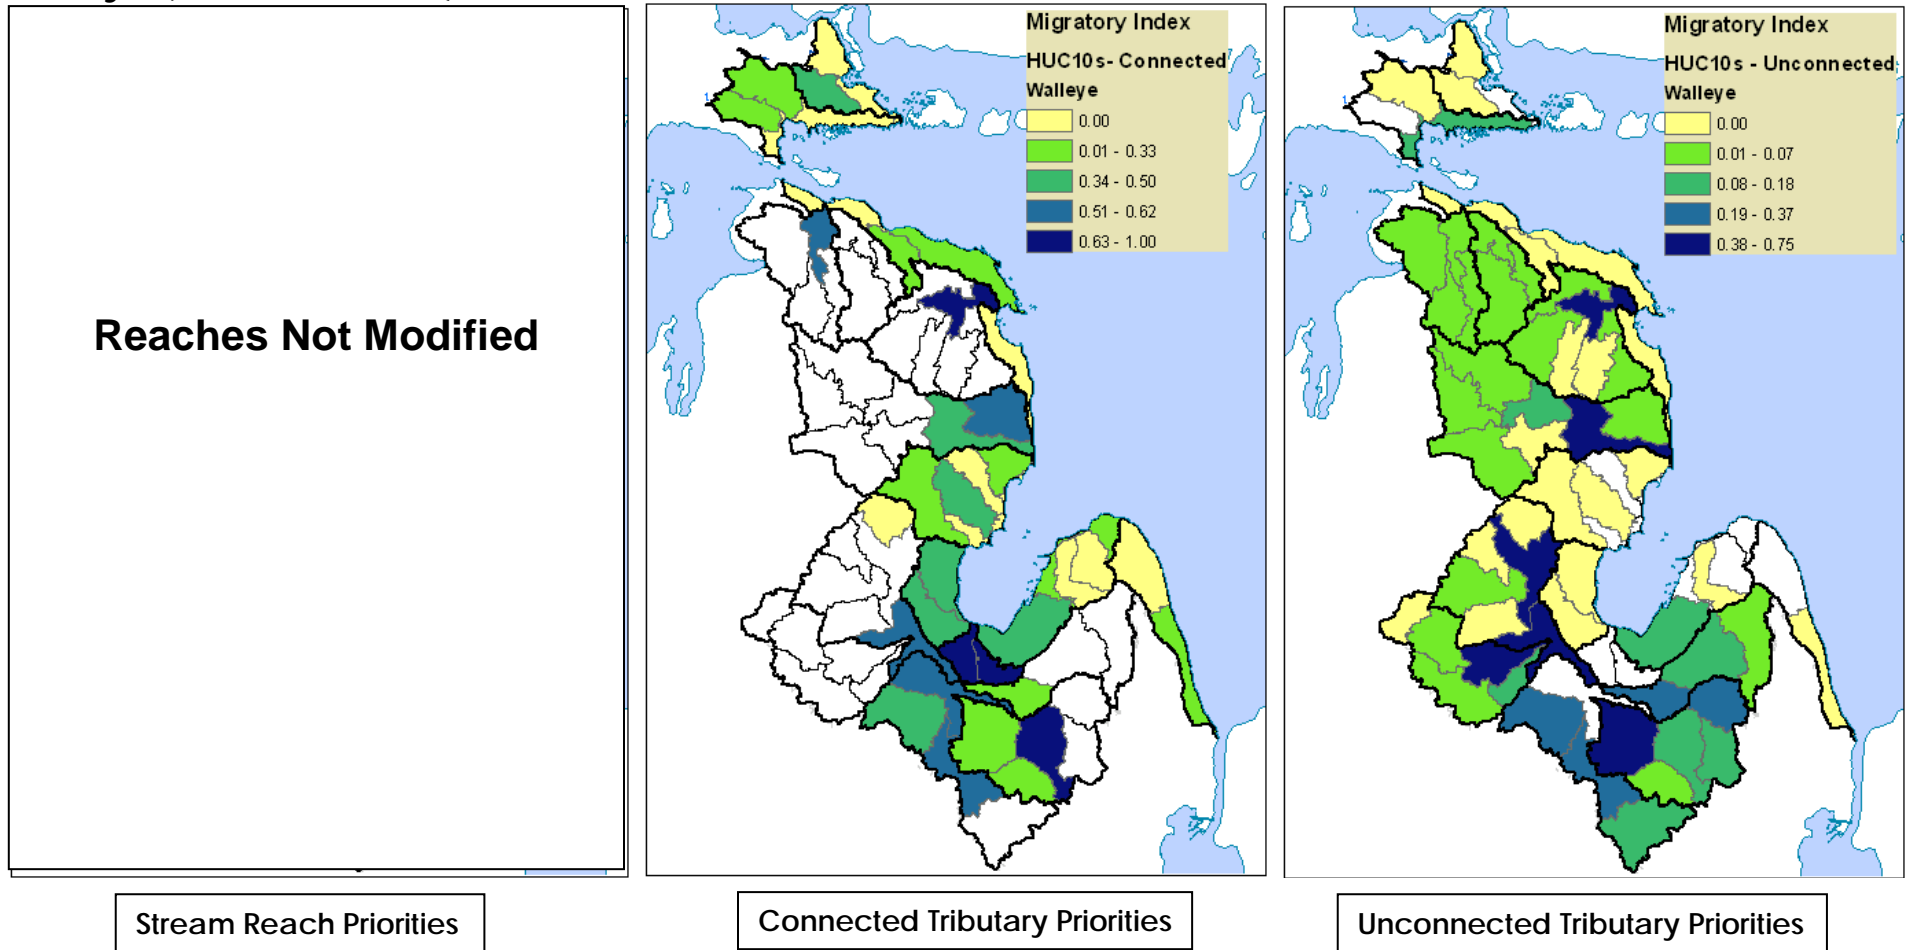 Reaches Not Modified
Stream Reach Priorities
Migratory Index
HUC10s- Connected
Walleye
0.00
0.01 - 0.33
0.34 - 0.50
0.51 - 0.62
0.63 - 1.00
Connected Tributary Priorities
Migratory Index
HUC10s - Unconnected
Walleye
0.00
0.01 - 0.07
0.08 - 0.18
0.19 - 0.37
0.38 - 0.75
Unconnected Tributary Priorities